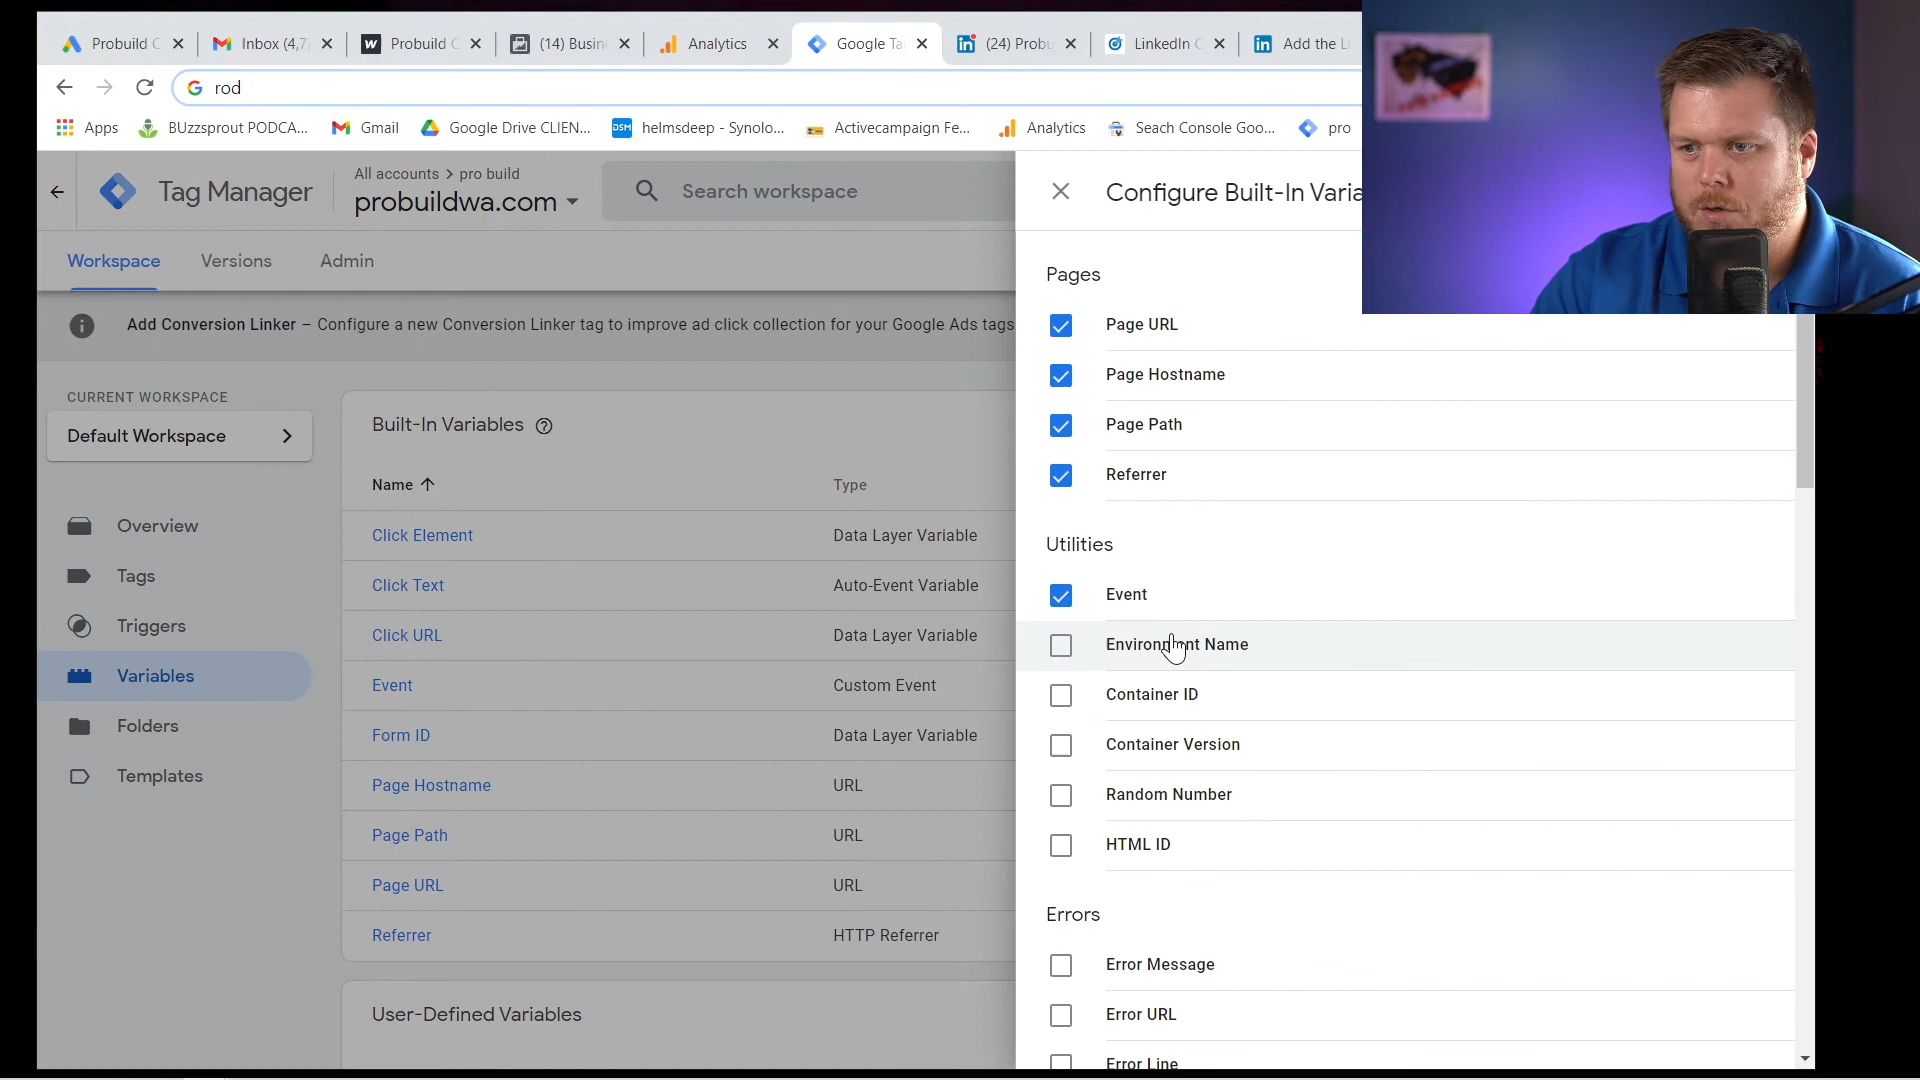 Probuild C
Inbox (4,7
Probuild C
(14) Busin
Analytics
Google Ta
(24) Probu
LinkedIn C
Add the Li
rod
Apps
BUzzsprout PODCA...
Gmail
Google Drive CLIEN...
DSM
helmsdeep - Synolo...
Activecampaign Fe...
Analytics
Seach Console Goo...
pro
Tag Manager
All accounts > pro build
probuildwa.com
Search workspace
Workspace
Versions
Admin
Add Conversion Linker – Configure a new Conversion Linker tag to improve ad click collection for your Google Ads tags
CURRENT WORKSPACE
Default Workspace
Overview
Tags
Triggers
Variables
Folders
Templates
Built-In Variables
Name
Type
Click Element
Data Layer Variable
Click Text
Auto-Event Variable
Click URL
Data Layer Variable
Event
Custom Event
Form ID
Data Layer Variable
Page Hostname
URL
Page Path
URL
Page URL
URL
Referrer
HTTP Referrer
User-Defined Variables
Configure Built-In Varia
Pages
Page URL
Page Hostname
Page Path
Referrer
Utilities
Event
Environment Name
Container ID
Container Version
Random Number
HTML ID
Errors
Error Message
Error URL
Error Line